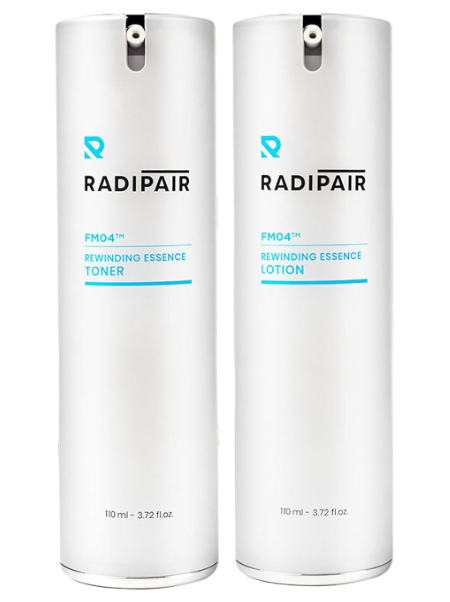 RADIPAIR
FM04™
REWINDING ESSENCE
TONER
110 ml - 3.72 fl.oz.
RADIPAIR
FM04™
REWINDING ESSENCE
LOTION
110 ml - 3.72 fl.oz.